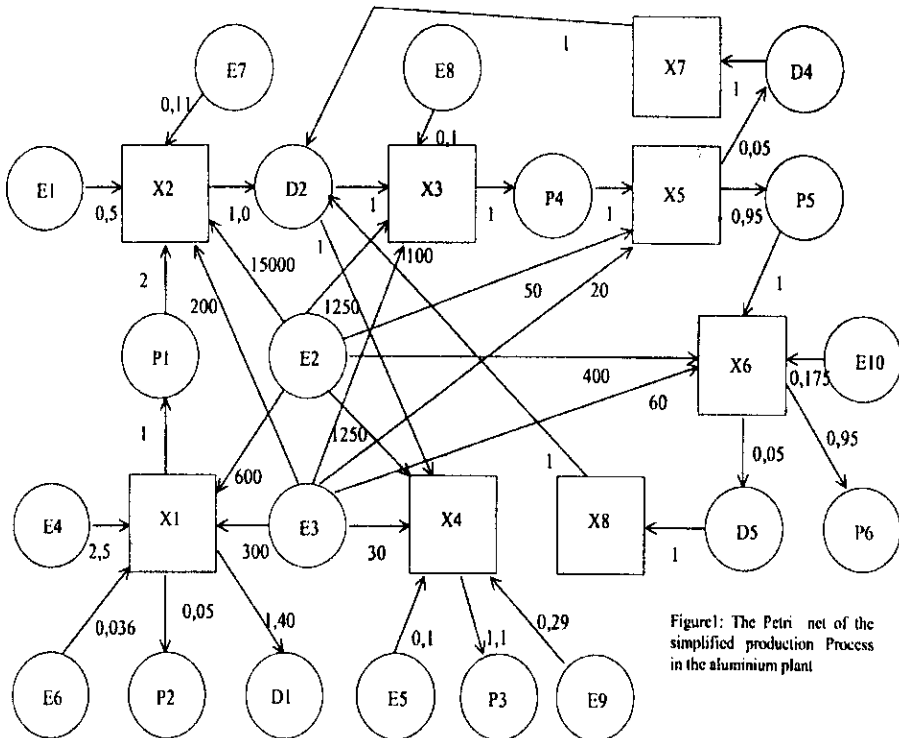 1
X7
D4
1
E7
E8
0,11
0,1
0,05
E1
X2
D2
X3
P4
X5
P5
0,5
1,0
1
1
1
0,95
1
15000
100
2
200
1250
50
20
1
P1
E2
X6
E10
400
0,175
60
1
1250
0,95
600
1
0,05
E4
X1
E3
X4
X8
D5
P6
2,5
300
30
1
0,036
0,05
1,40
0,1
1,1
0,29
Figure1: The Petri net of the
simplified production Process
in the aluminium plant
E6
P2
D1
E5
P3
E9